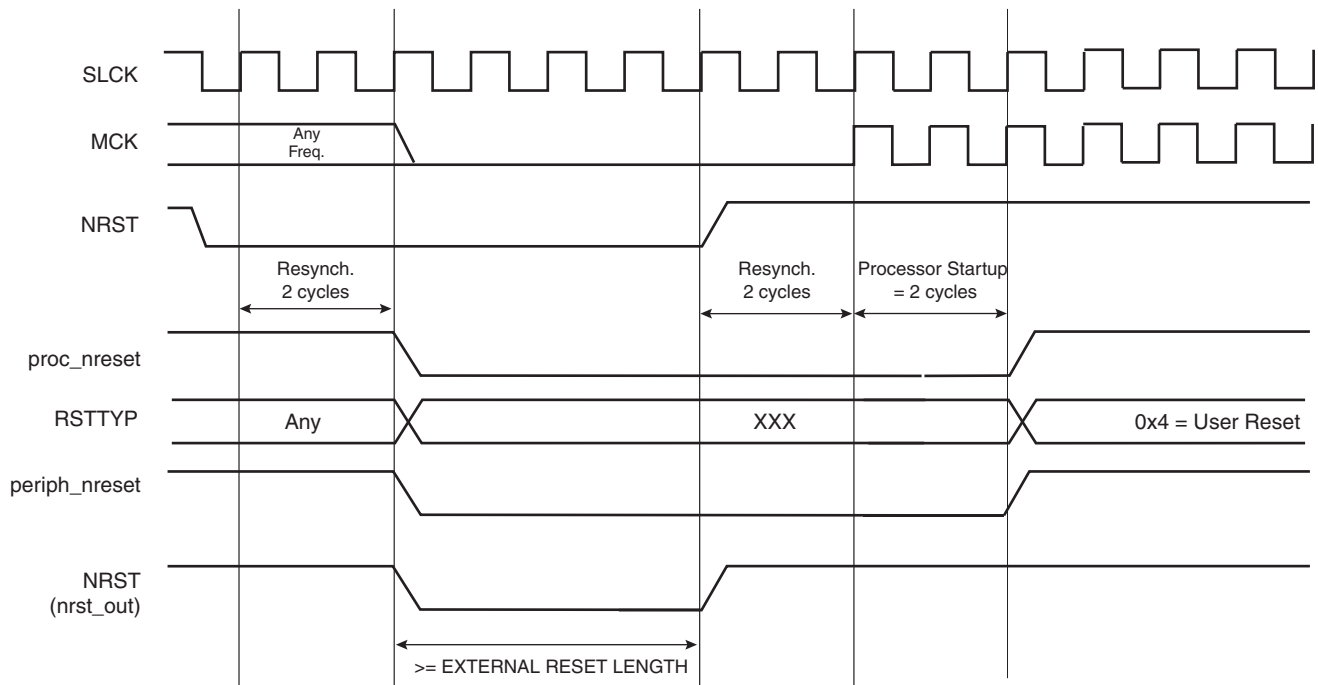 SLCK
MCK
Any
Freq.
NRST
Resynch.
2 cycles
Resynch.
2 cycles
Processor Startup
= 2 cycles
proc_nreset
RSTTYP
Any
XXX
0x4 = User Reset
periph_nreset
NRST
(nrst_out)
>= EXTERNAL RESET LENGTH